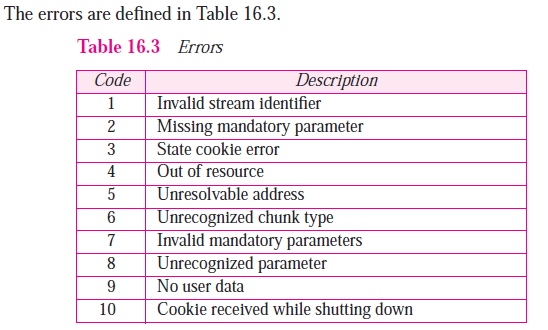 The errors are defined in Table 16.3.
Table 16.3 Errors
Code Description
1 Invalid stream identifier
2 Missing mandatory parameter
3 State cookie error
4 Out of resource
5 Unresolvable address
6 Unrecognized chunk type
7 Invalid mandatory parameters
8 Unrecognized parameter
9 No user data
10 Cookie received while shutting down